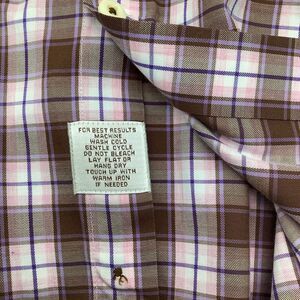 FOR BEST RESULTS
MACHINE
WASH COLD
GENTLE CYCLE
DO NOT BLEACH
LAY FLAT OR
HANG DRY
TOUCH UP WITH
WARM IRON
IF NEEDED